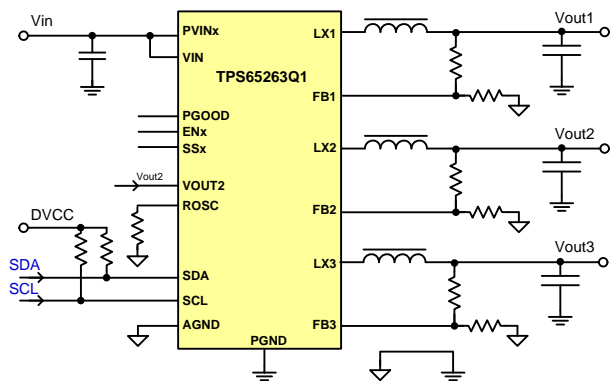 Vin
PVINx
VIN
TPS65263Q1
PGOOD
ENx
SSx
Vout2
VOUT2
ROSC
DVCC
SDA
SDA
SCL
SCL
AGND
PGND
LX1
Vout1
FB1
LX2
Vout2
FB2
LX3
Vout3
FB3